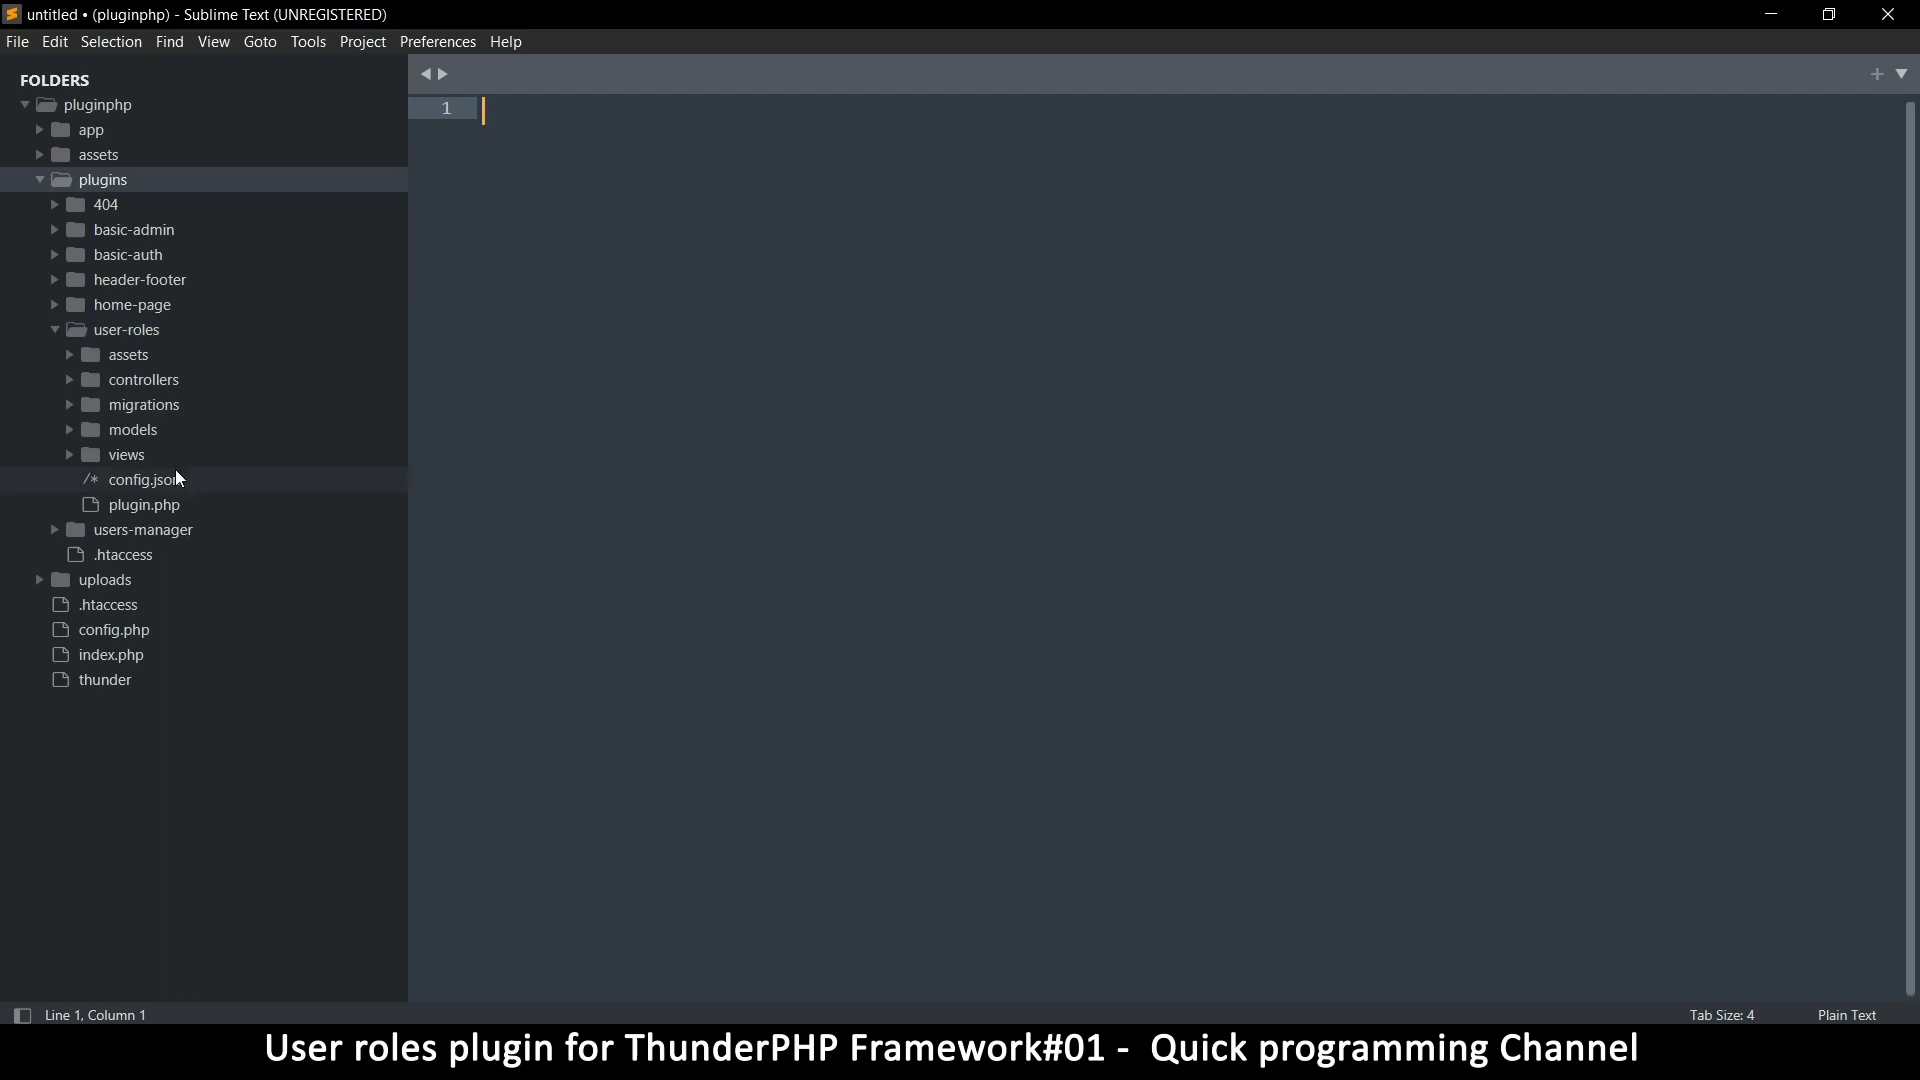 untitled • (pluginphp) - Sublime Text (UNREGISTERED)
File Edit Selection Find View Goto Tools Project Preferences Help
FOLDERS
pluginphp
app
assets
plugins
404
basic-admin
basic-auth
header-footer
home-page
user-roles
assets
controllers
migrations
models
views
/* config.json
plugin.php
users-manager
.htaccess
uploads
.htaccess
config.php
index.php
thunder
1
Line 1, Column 1
Tab Size: 4
Plain Text
User roles plugin for ThunderPHP Framework#01 - Quick programming Channel